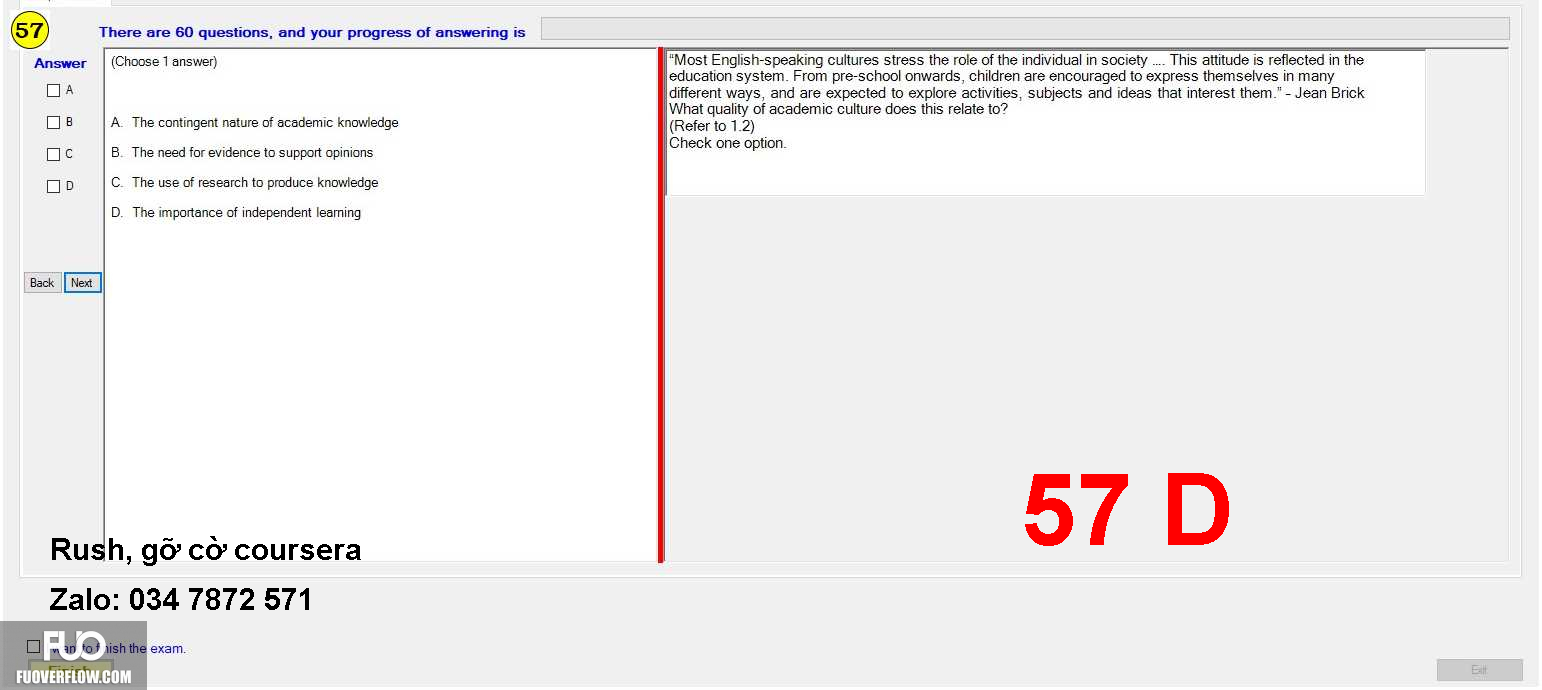 57
There are 60 questions, and your progress of answering is
Answer
(Choose 1 answer)
A
B
C
D
A. The contingent nature of academic knowledge
B. The need for evidence to support opinions
C. The use of research to produce knowledge
D. The importance of independent learning
Back Next
“Most English-speaking cultures stress the role of the individual in society .... This attitude is reflected in the
education system. From pre-school onwards, children are encouraged to express themselves in many
different ways, and are expected to explore activities, subjects and ideas that interest them.” - Jean Brick
What quality of academic culture does this relate to?
(Refer to 1.2)
Check one option.
57 D
Rush, gỡ cờ coursera
Zalo: 034 7872 571
FUO
want to finish the exam.
Finish
FUOVERFLOW.COM
Exit